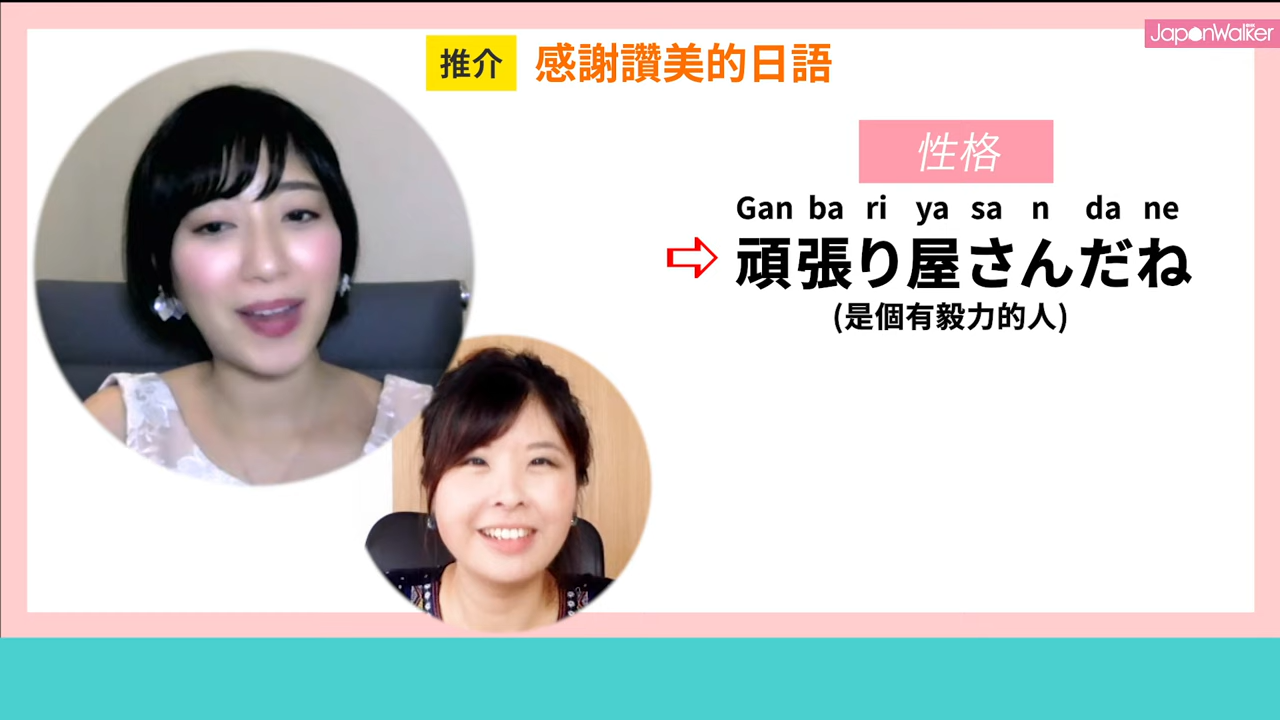 JaponWalker
推介 感謝讚美的日語
性格
Gan ba ri ya sa n da ne
⇨ 頑張り屋さんだね
(是個有毅力的人)